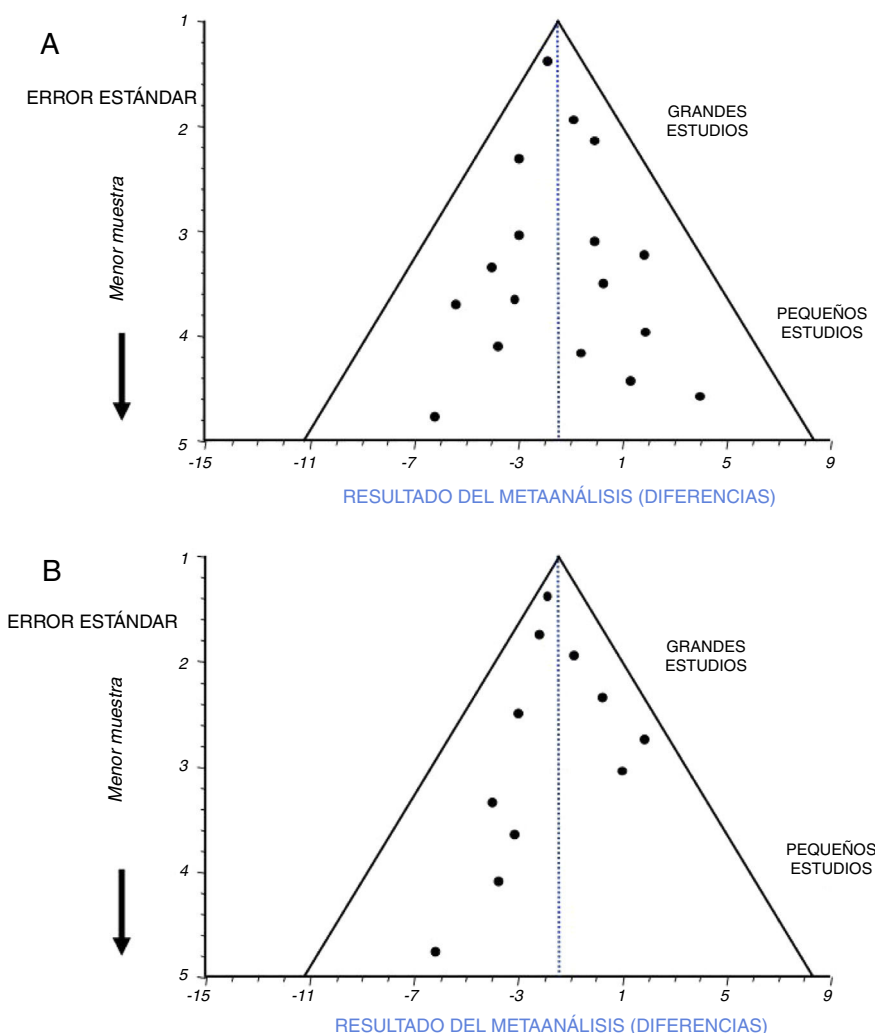 A
1
ERROR ESTÁNDAR
GRANDES
ESTUDIOS
2
Menor muestra
3
PEQUEÑOS
ESTUDIOS
4
5
-15 -11 -7 -3 1 5 9
RESULTADO DEL METAANÁLISIS (DIFERENCIAS)
B
1
ERROR ESTÁNDAR
GRANDES
ESTUDIOS
2
Menor muestra
3
PEQUEÑOS
ESTUDIOS
4
5
-15 -11 -7 -3 1 5 9
RESULTADO DEL METAANÁLISIS (DIFERENCIAS)